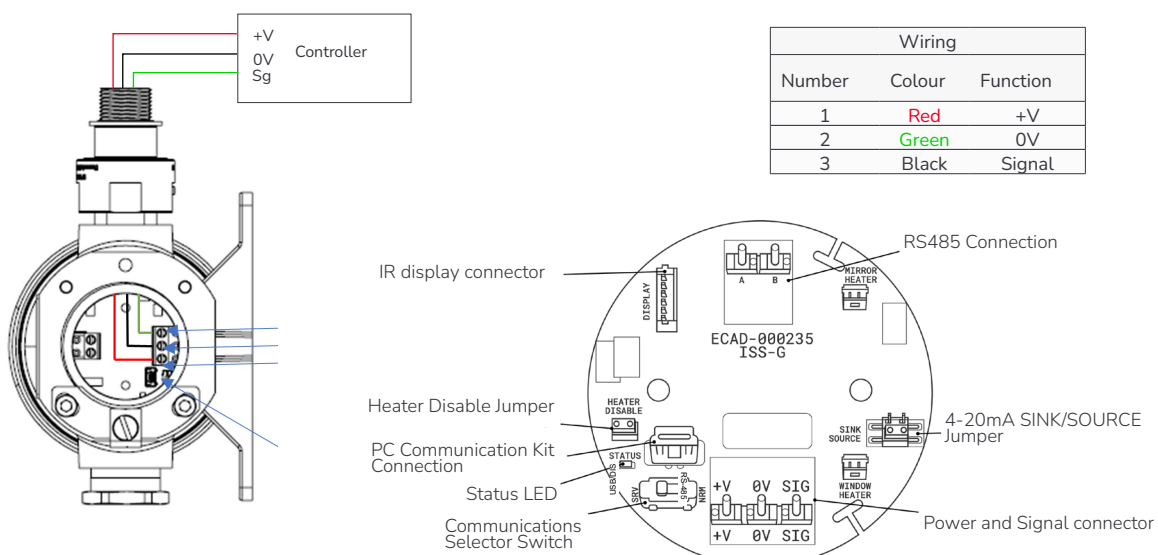 +V
0V
Sg
Controller
Wiring
Number Colour Function
1 Red +V
2 Green 0V
3 Black Signal
IR display connector
RS485 Connection
DISPLAY
A B
MIRROR
HEATER
ECAD-000235
ISS-G
Heater Disable Jumper
HEATER
DISABLE
PC Communication Kit
Connection
STATUS
Status LED
USB/DIS
RS-485
SRV
NRM
Communications
Selector Switch
SINK
SOURCE
4-20mA SINK/SOURCE
Jumper
WINDOW
HEATER
+V 0V SIG
+V 0V SIG
Power and Signal connector